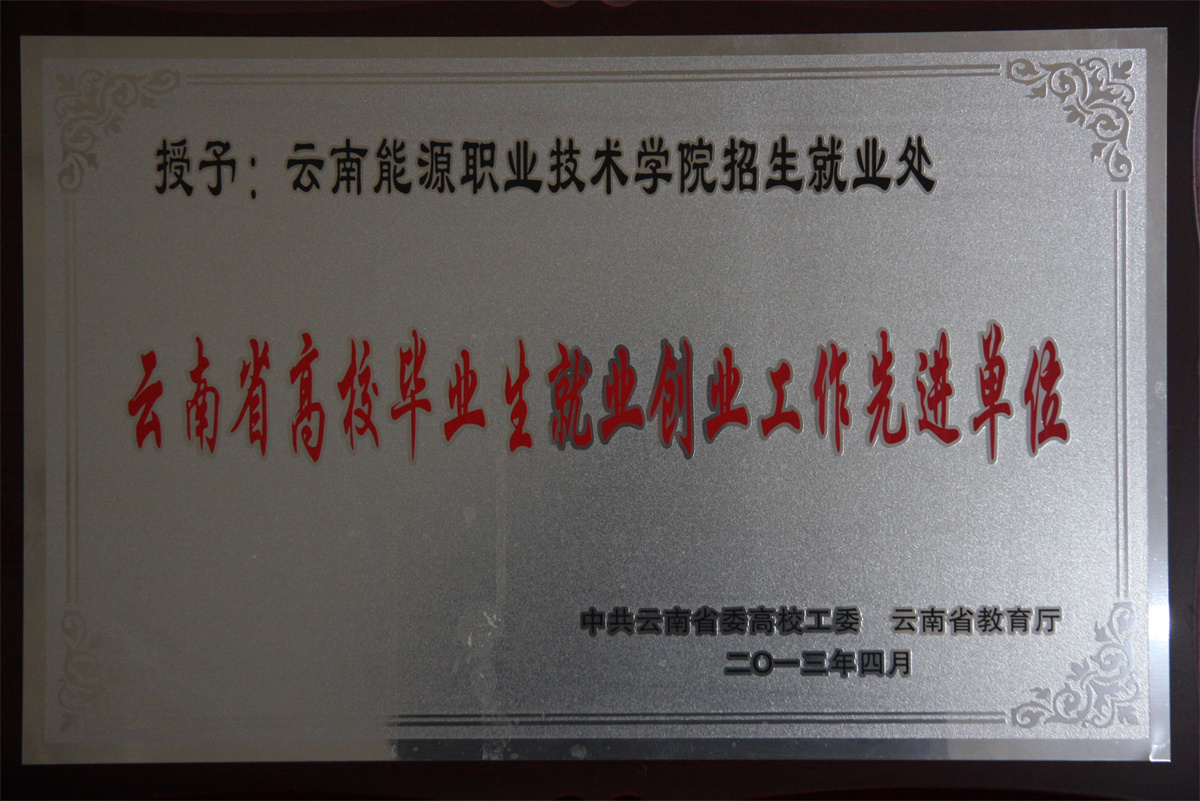 授予：云南能源职业技术学院招生就业处
云南省高校毕业生就业创业工作先进单位
中共云南省委高校工委 云南省教育厅
二〇一三年四月